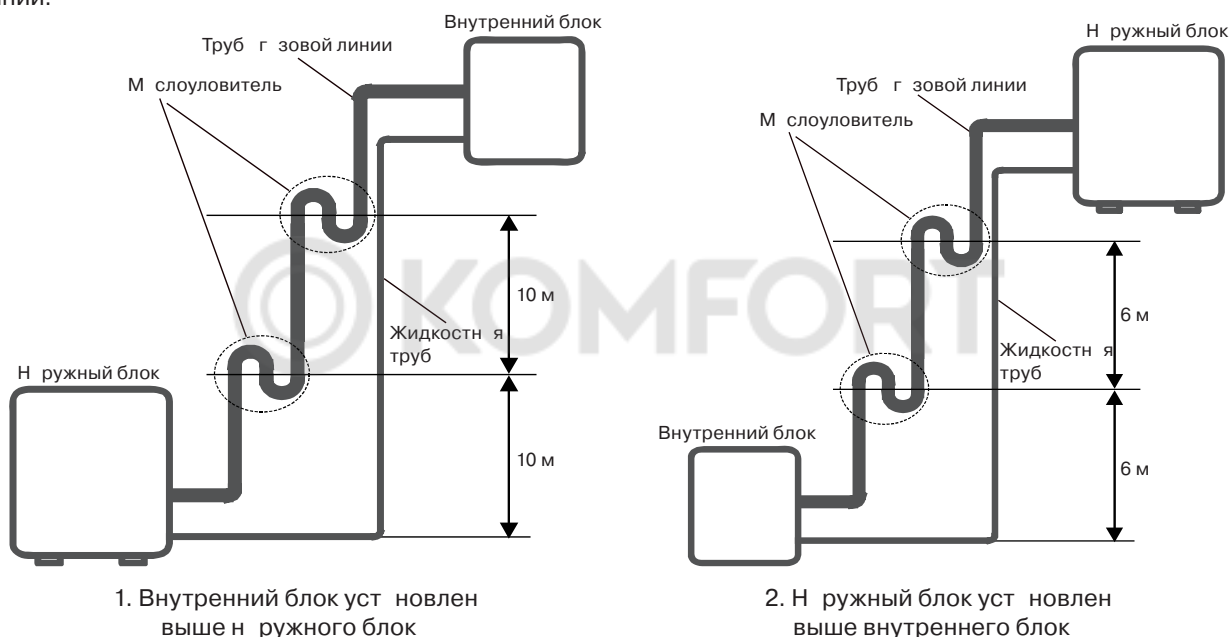 нии.
Внутренний блок
Труб г зовой линии
М слоуловитель
10 м
Жидкостн я
труб
Н ружный блок
10 м
1. Внутренний блок уст новлен
выше н ружного блок
Н ружный блок
Труб г зовой линии
М слоуловитель
6 м
Жидкостн я
труб
Внутренний блок
6 м
2. Н ружный блок уст новлен
выше внутреннего блок
KOMFORT